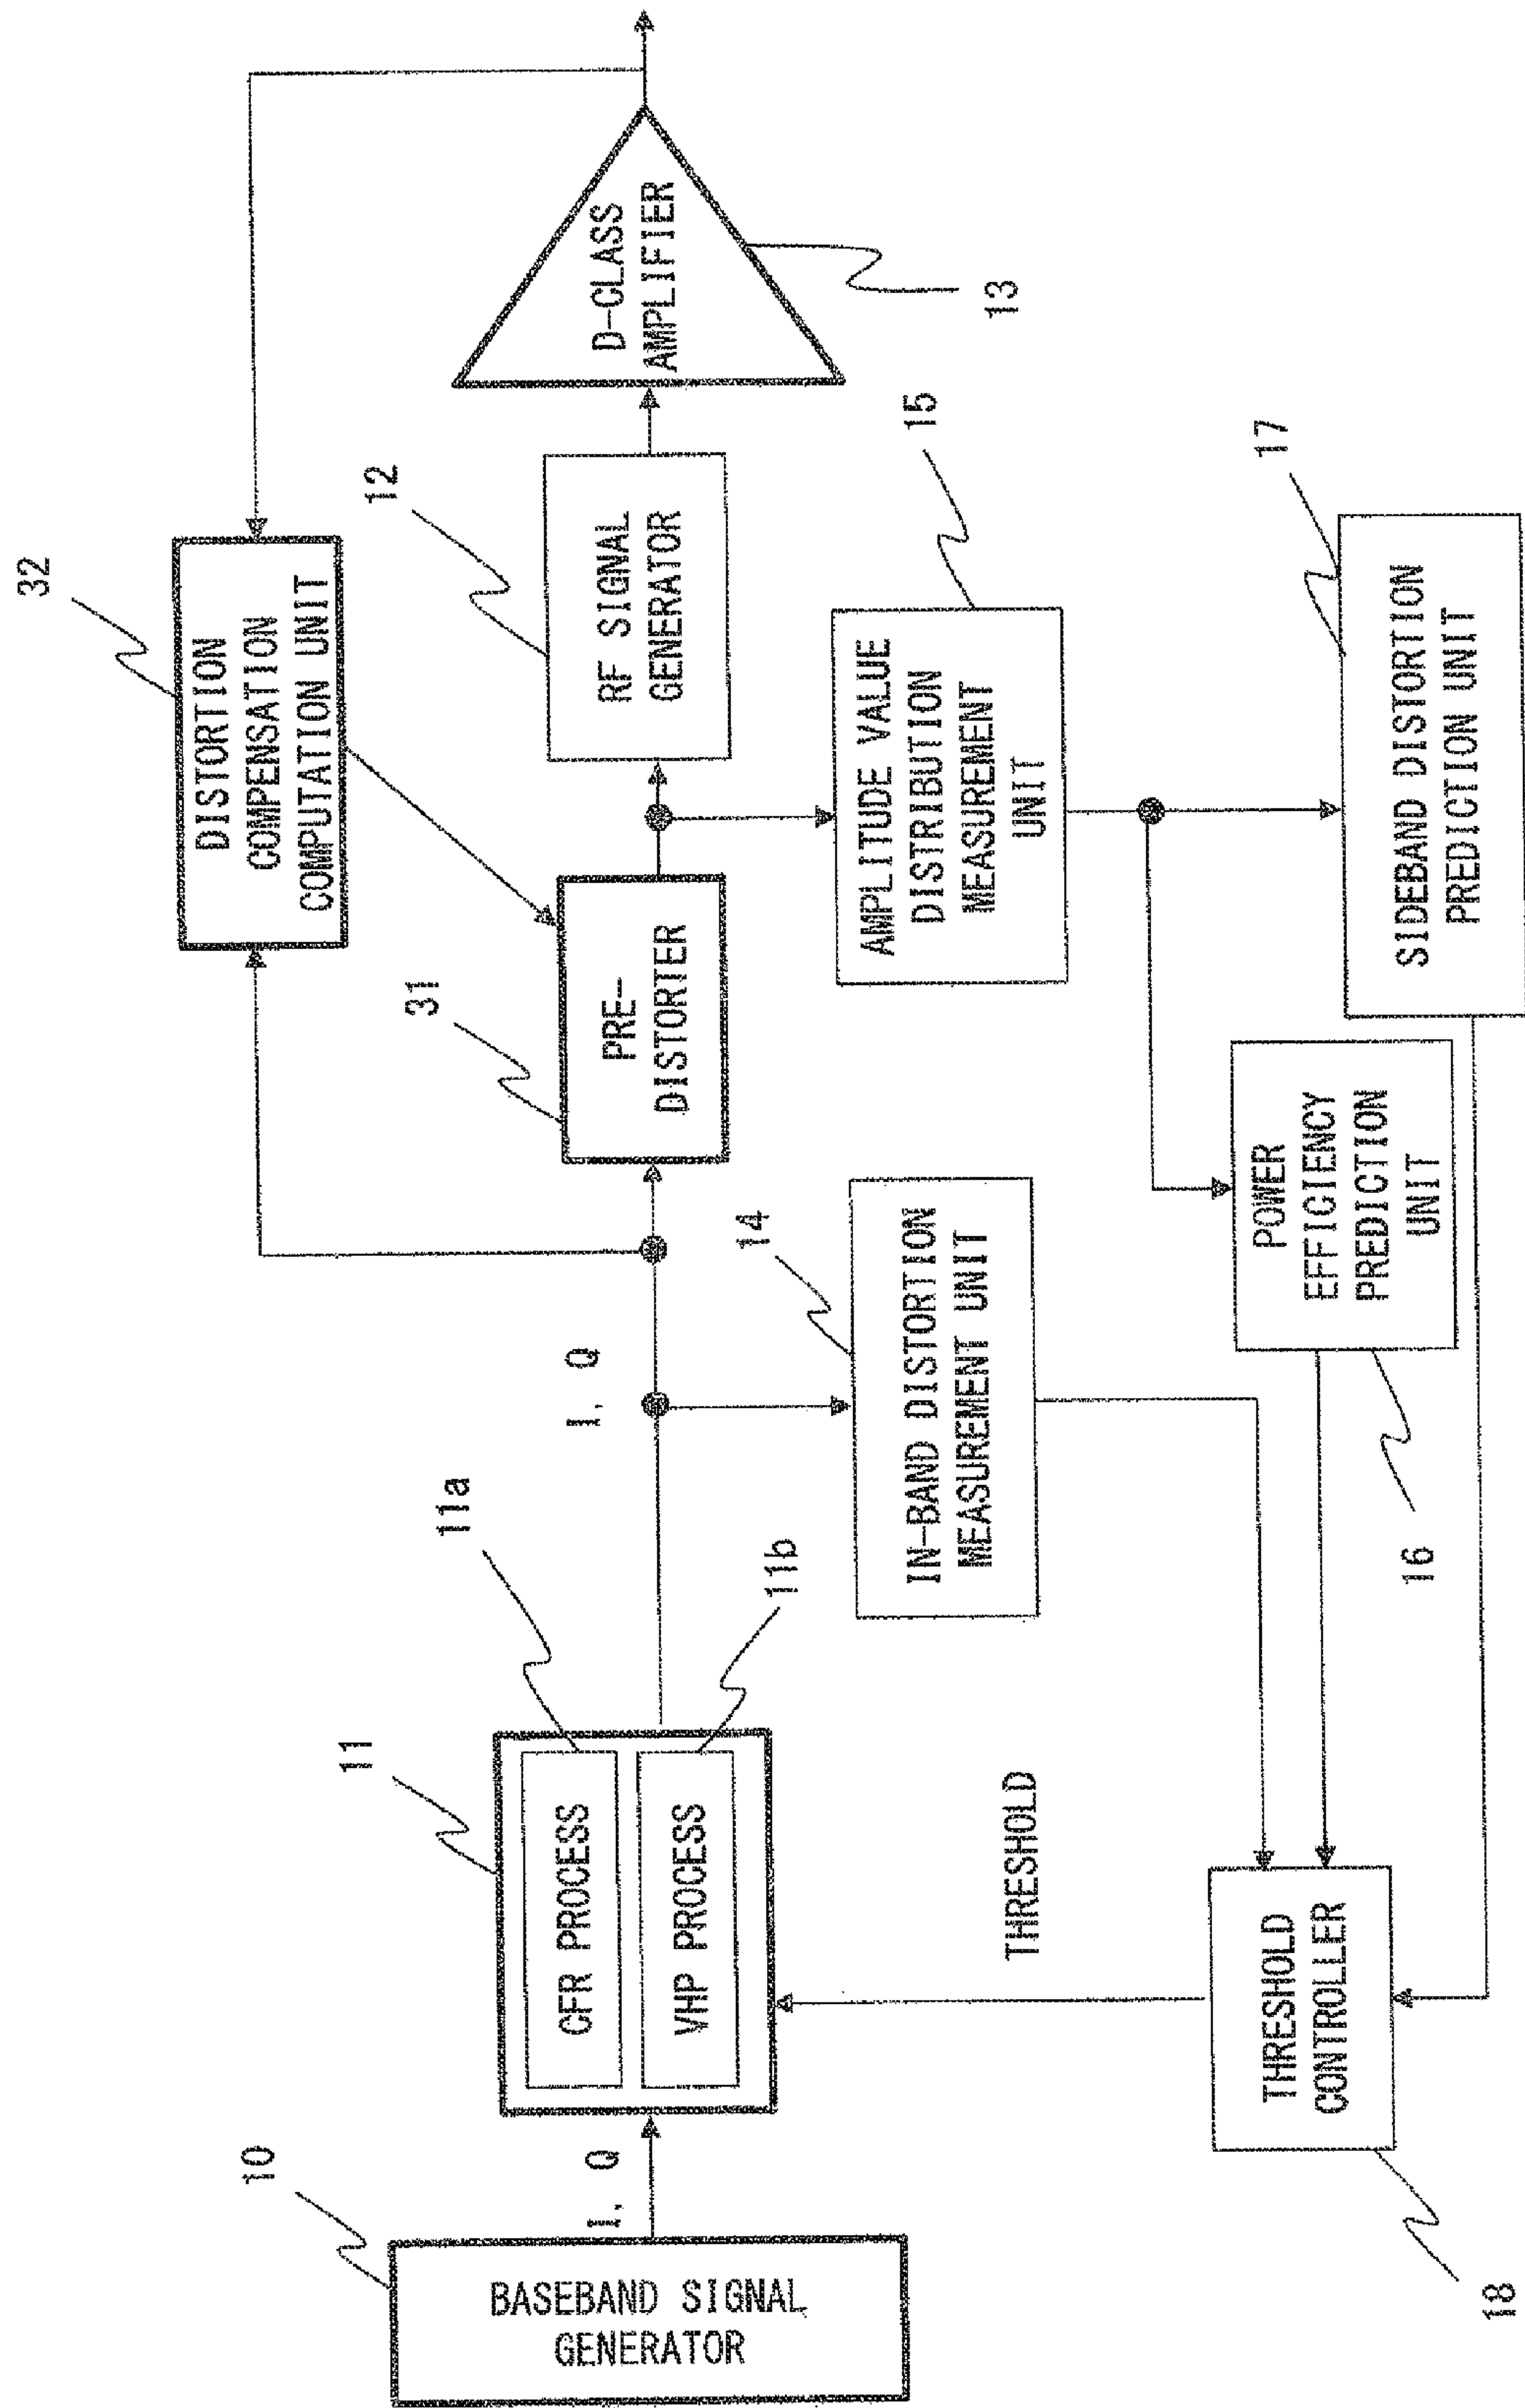 32
DISTORTION
COMPENSATION
COMPUTATION UNIT
10
BASEBAND SIGNAL
GENERATOR
I, Q
11
CFR PROCESS
VHP PROCESS
11a
11b
I, Q
31
PRE-
DISTORTER
12
RF SIGNAL
GENERATOR
D-CLASS
AMPLIFIER
13
14
IN-BAND DISTORTION
MEASUREMENT UNIT
15
AMPLITUDE VALUE
DISTRIBUTION
MEASUREMENT
UNIT
THRESHOLD
THRESHOLD
CONTROLLER
18
POWER
EFFICIENCY
PREDICTION
UNIT
16
17
SIDEBAND DISTORTION
PREDICTION UNIT